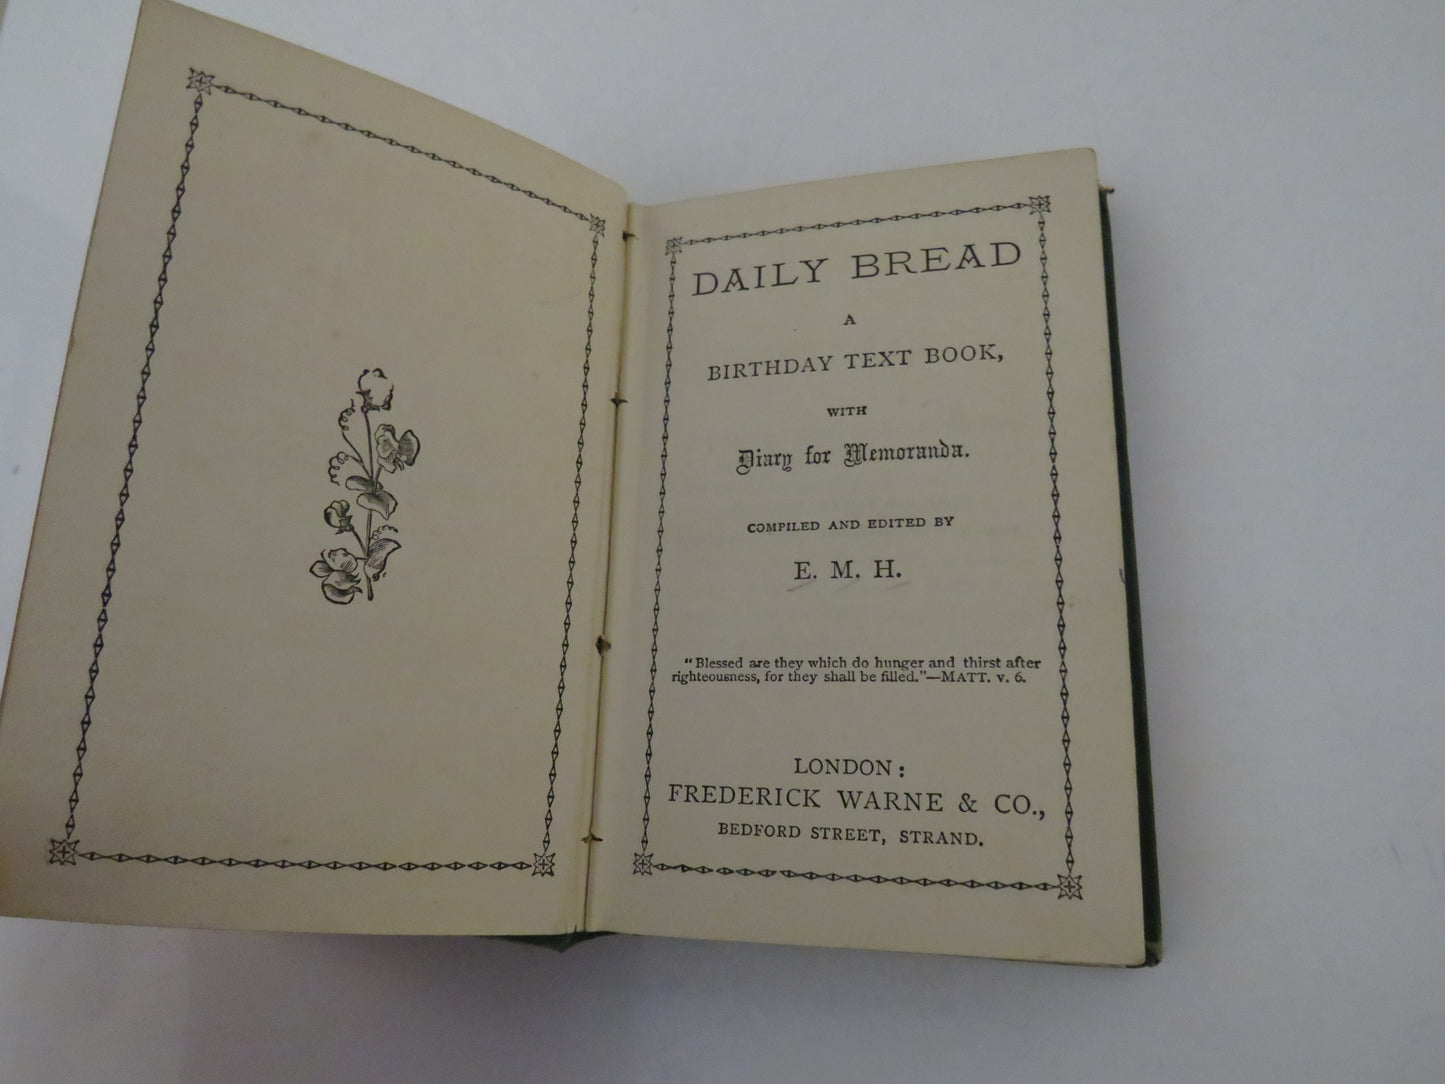 DAILY BREAD
A
BIRTHDAY TEXT BOOK,
WITH
Diary for Memoranda.
COMPILED AND EDITED BY
E. M. H.
"Blessed are they which do hunger and thirst after
righteousness, for they shall be filled."—MATT. v. 6.
LONDON:
FREDERICK WARNE & CO.,
BEDFORD STREET, STRAND.